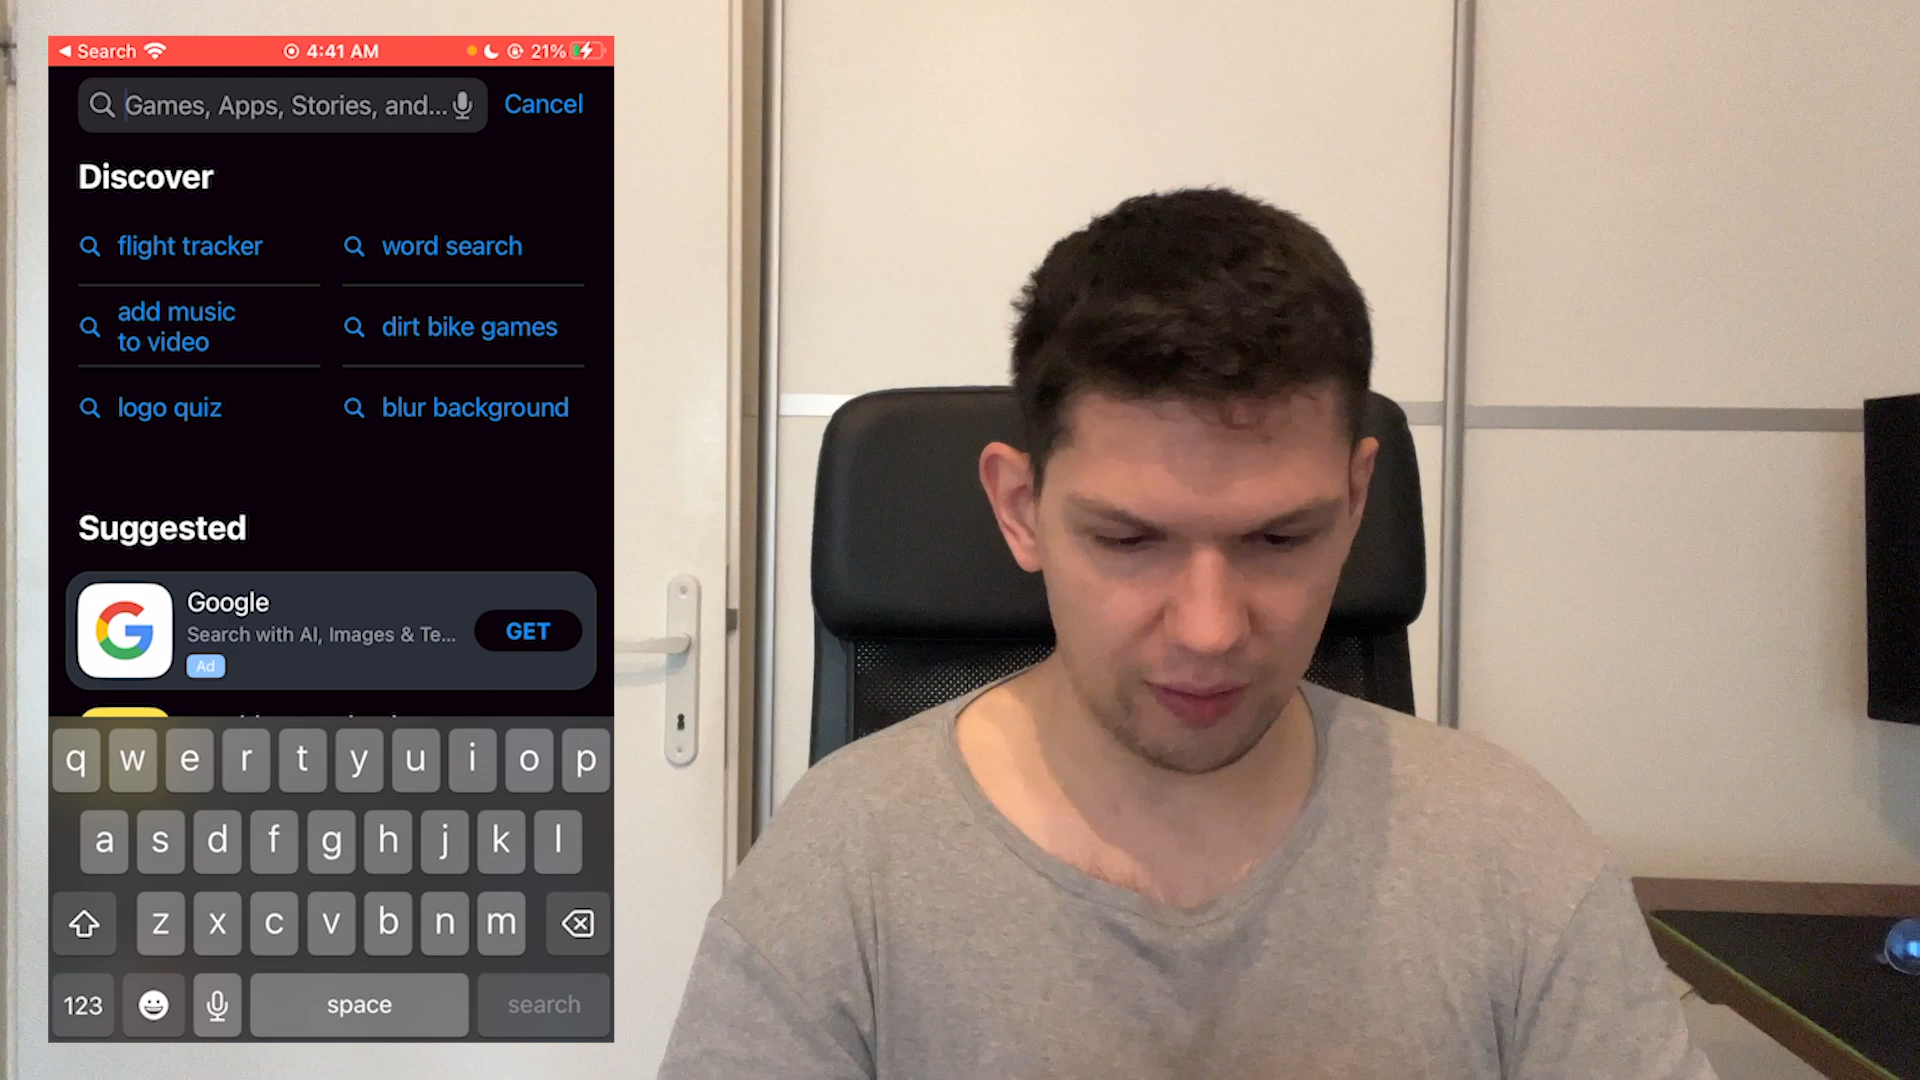 Search 4:41 AM 21%
Games, Apps, Stories, and... Cancel
Discover
flight tracker word search
add music
to video
dirt bike games
logo quiz blur background
Suggested
Google
Search with AI, Images & Te...
GET
Ad
q w e r t y u i o p
a s d f g h j k l
z x c v b n m
123 space search